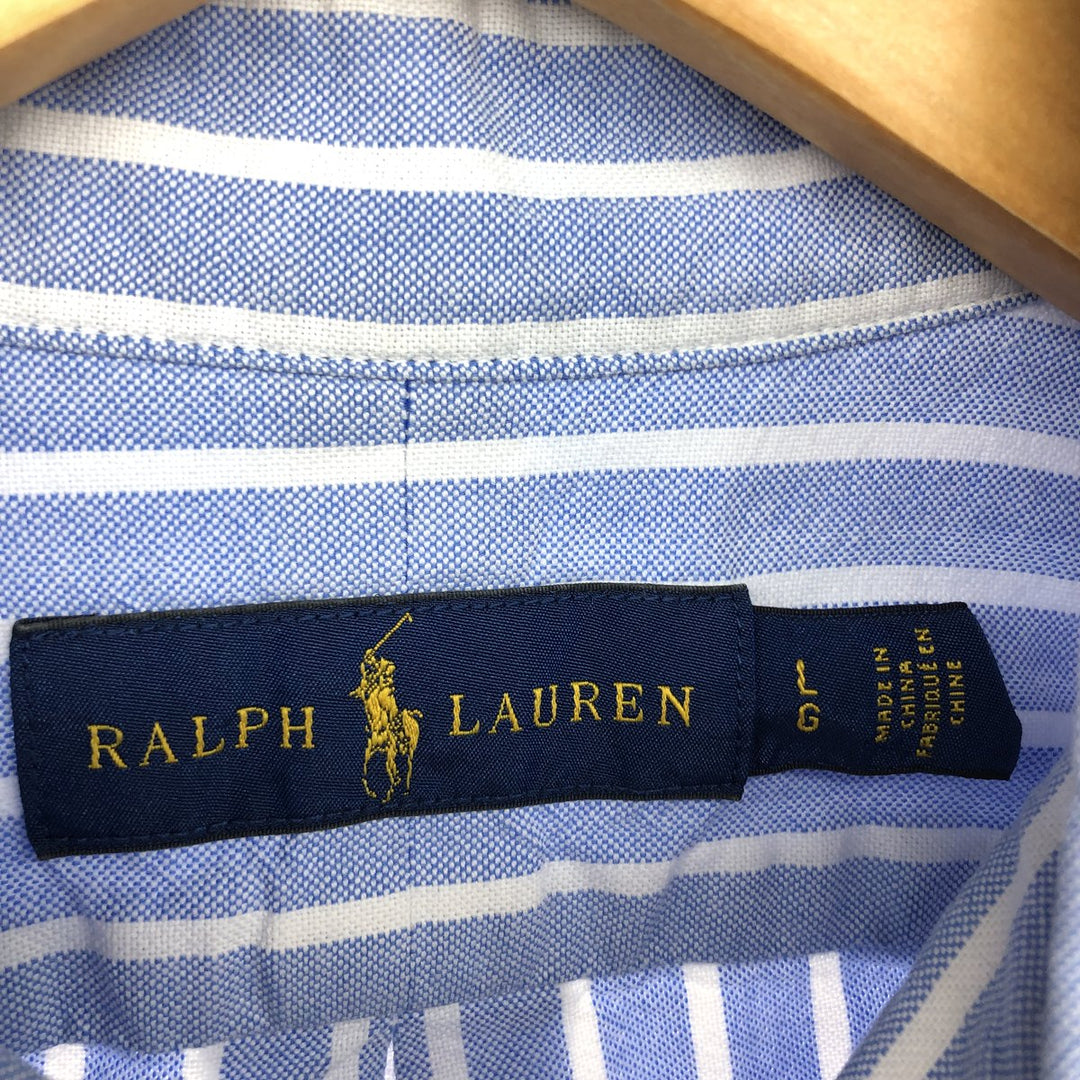 RALPH LAUREN
L
G
MADE IN
CHINA
FABRIQUÉ EN
CHINE